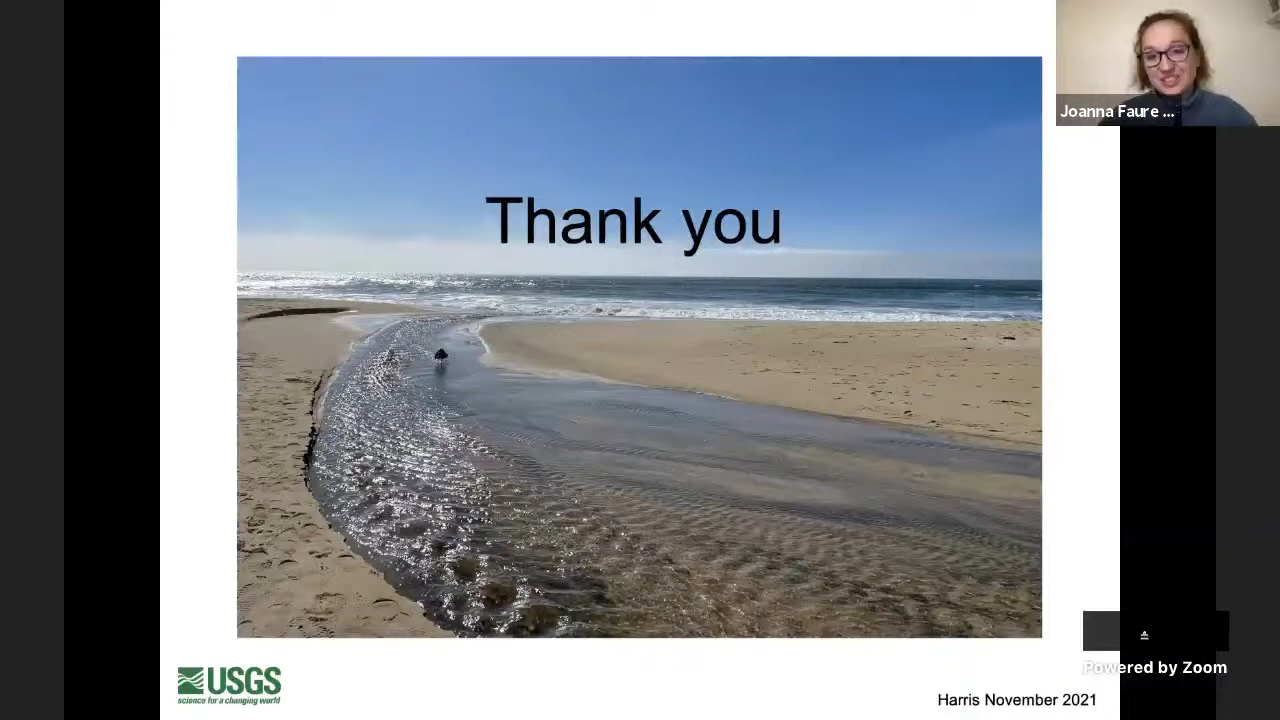 Joanna Faure ...
Thank you
USGS
science for a changing world
Harris November 2021
Powered by Zoom